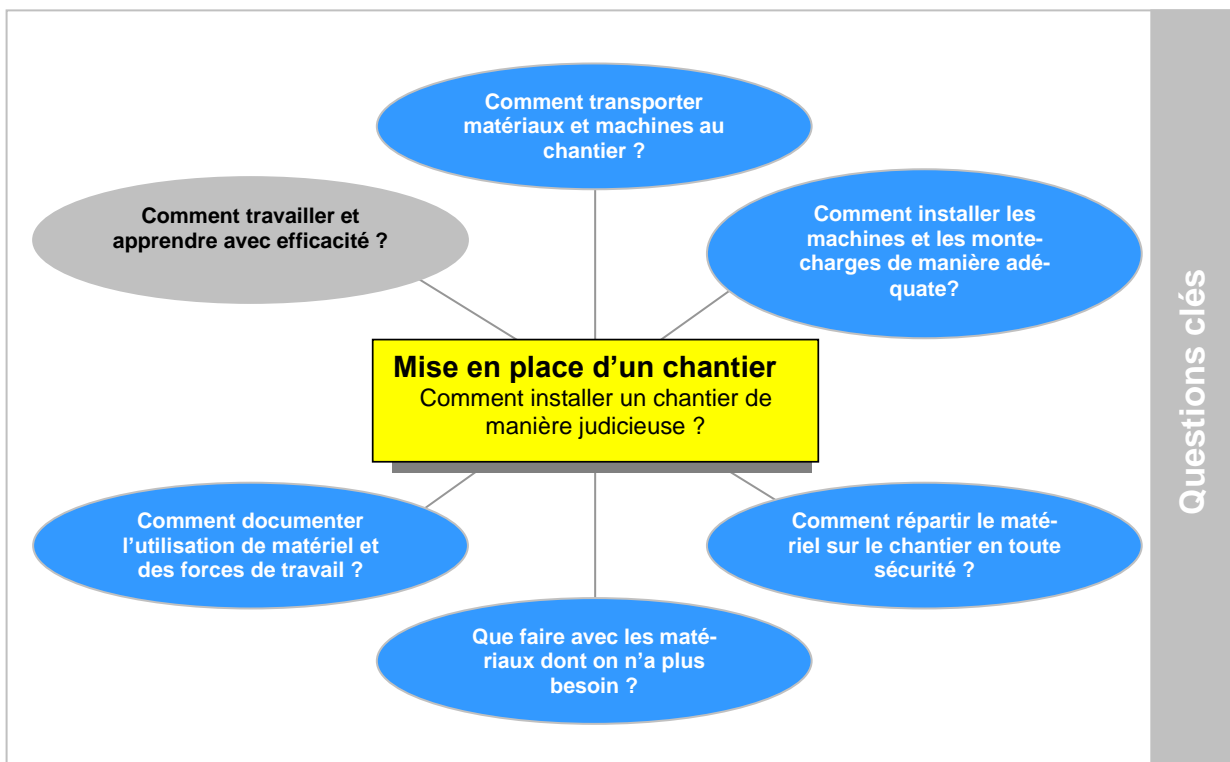 Comment transporter
matériaux et machines au
chantier ?
Comment travailler et
apprendre avec efficacité ?
Comment installer les
machines et les monte-
charges de manière adé-
quate?
Mise en place d’un chantier
Comment installer un chantier de
manière judicieuse ?
Comment documenter
l’utilisation de matériel et
des forces de travail ?
Comment répartir le maté-
riel sur le chantier en toute
sécurité ?
Que faire avec les maté-
riaux dont on n’a plus
besoin ?
Questions clés